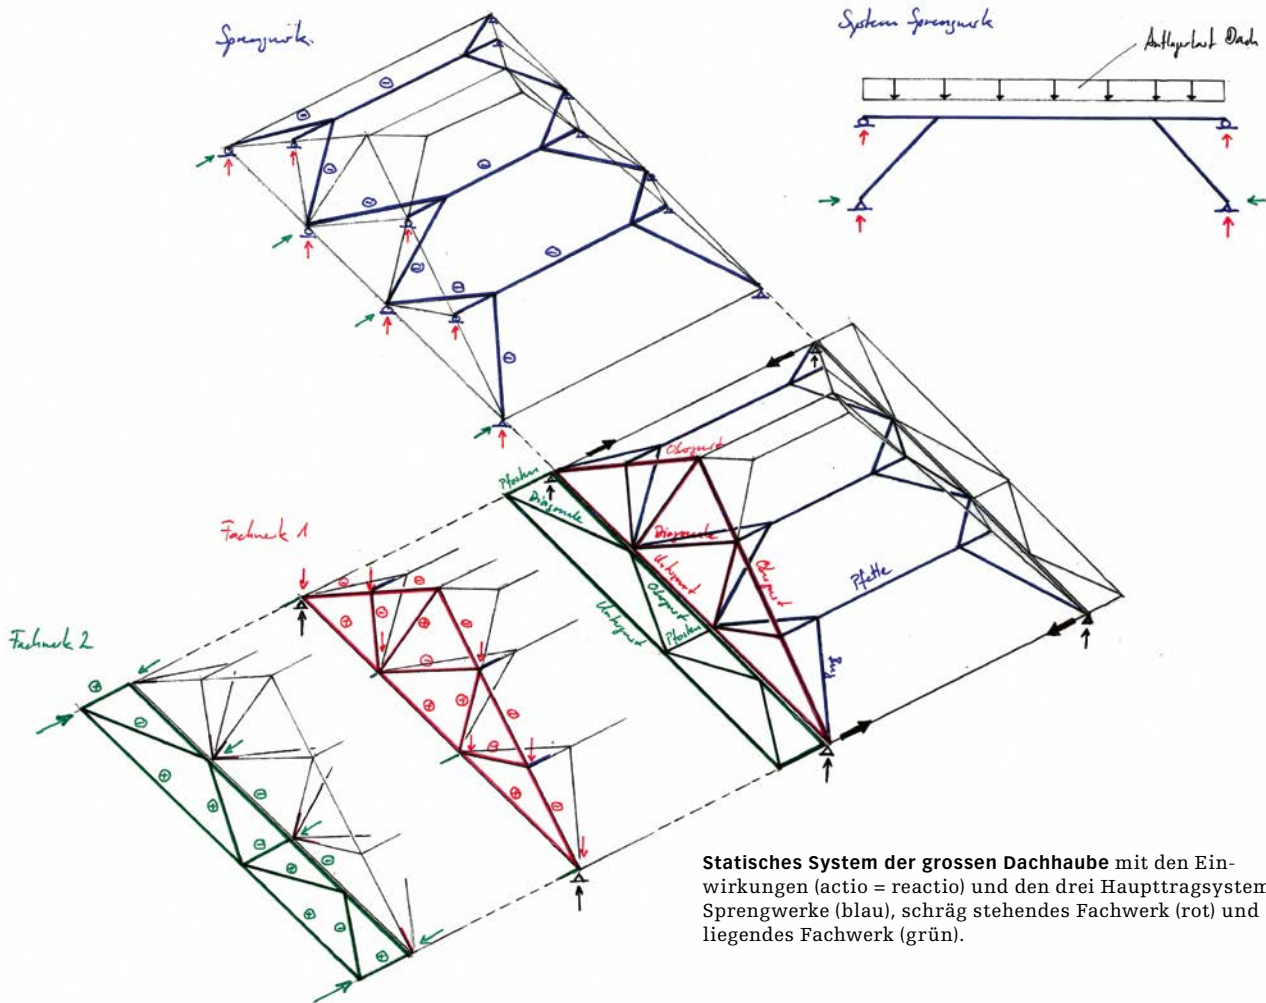 Sprengwerk
System Sprengwerk
Auflagerlast Dach
Obergurt
Pfosten
Diagonale
Diagonale
Fachwerk 1
Untergurt
Obergurt
Obergurt
Pfette
Untergurt
Pfosten
Fachwerk 2
Bug
Statisches System der grossen Dachhaube mit den Ein-
wirkungen (actio = reactio) und den drei Haupttragsystem
Sprengwerke (blau), schräg stehendes Fachwerk (rot) und
liegendes Fachwerk (grün).